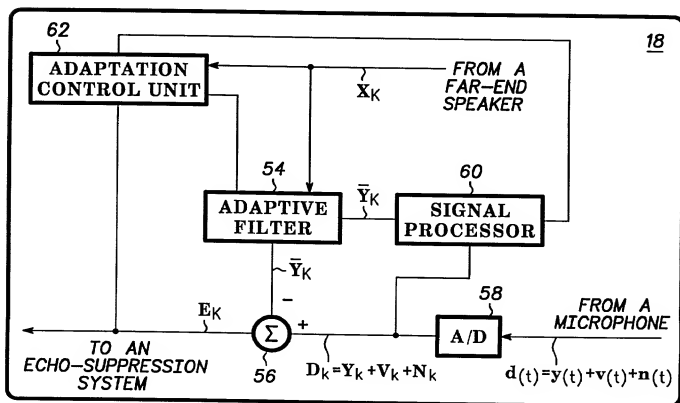 62
18
ADAPTATION
CONTROL UNIT
FROM A
FAR-END
SPEAKER
X_K
54
60
ADAPTIVE
FILTER
Ȳ_K
SIGNAL
PROCESSOR
Ȳ_K
−
E_K
+
Σ
56
58
A/D
FROM A
MICROPHONE
TO AN
ECHO-SUPPRESSION
SYSTEM
D_k=Y_k+V_k+N_k
d(t)=y(t)+v(t)+n(t)